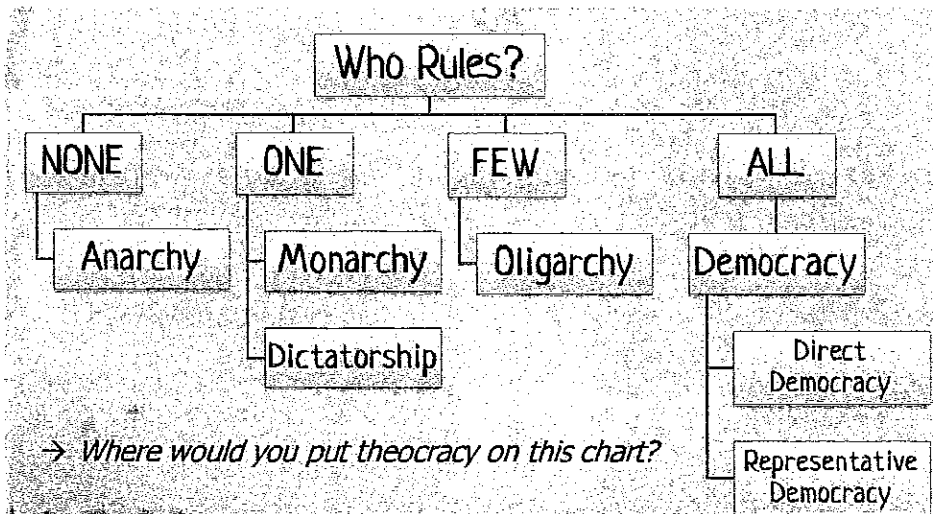 Who Rules?
NONE
ONE
FEW
ALL
Anarchy
Monarchy
Oligarchy
Democracy
Dictatorship
Direct
Democracy
Representative
Democracy
→ Where would you put theocracy on this chart?